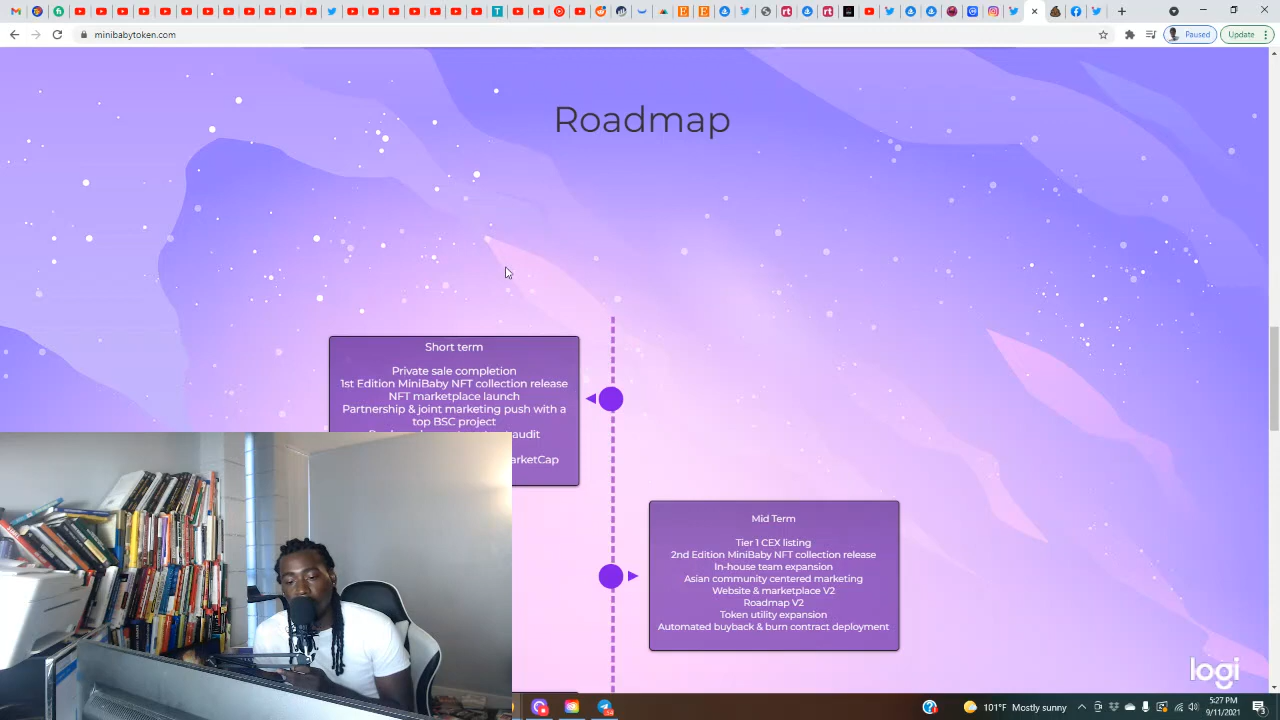 minibabytoken.com
Paused
Update
Roadmap
Short term
Private sale completion
1st Edition MiniBaby NFT collection release
NFT marketplace launch
Partnership & joint marketing push with a
top BSC project
audit
arketCap
Mid Term
Tier 1 CEX listing
2nd Edition MiniBaby NFT collection release
In-house team expansion
Asian community centered marketing
Website & marketplace V2
Roadmap V2
Token utility expansion
Automated buyback & burn contract deployment
logi
101°F Mostly sunny
5:27 PM
9/11/2021